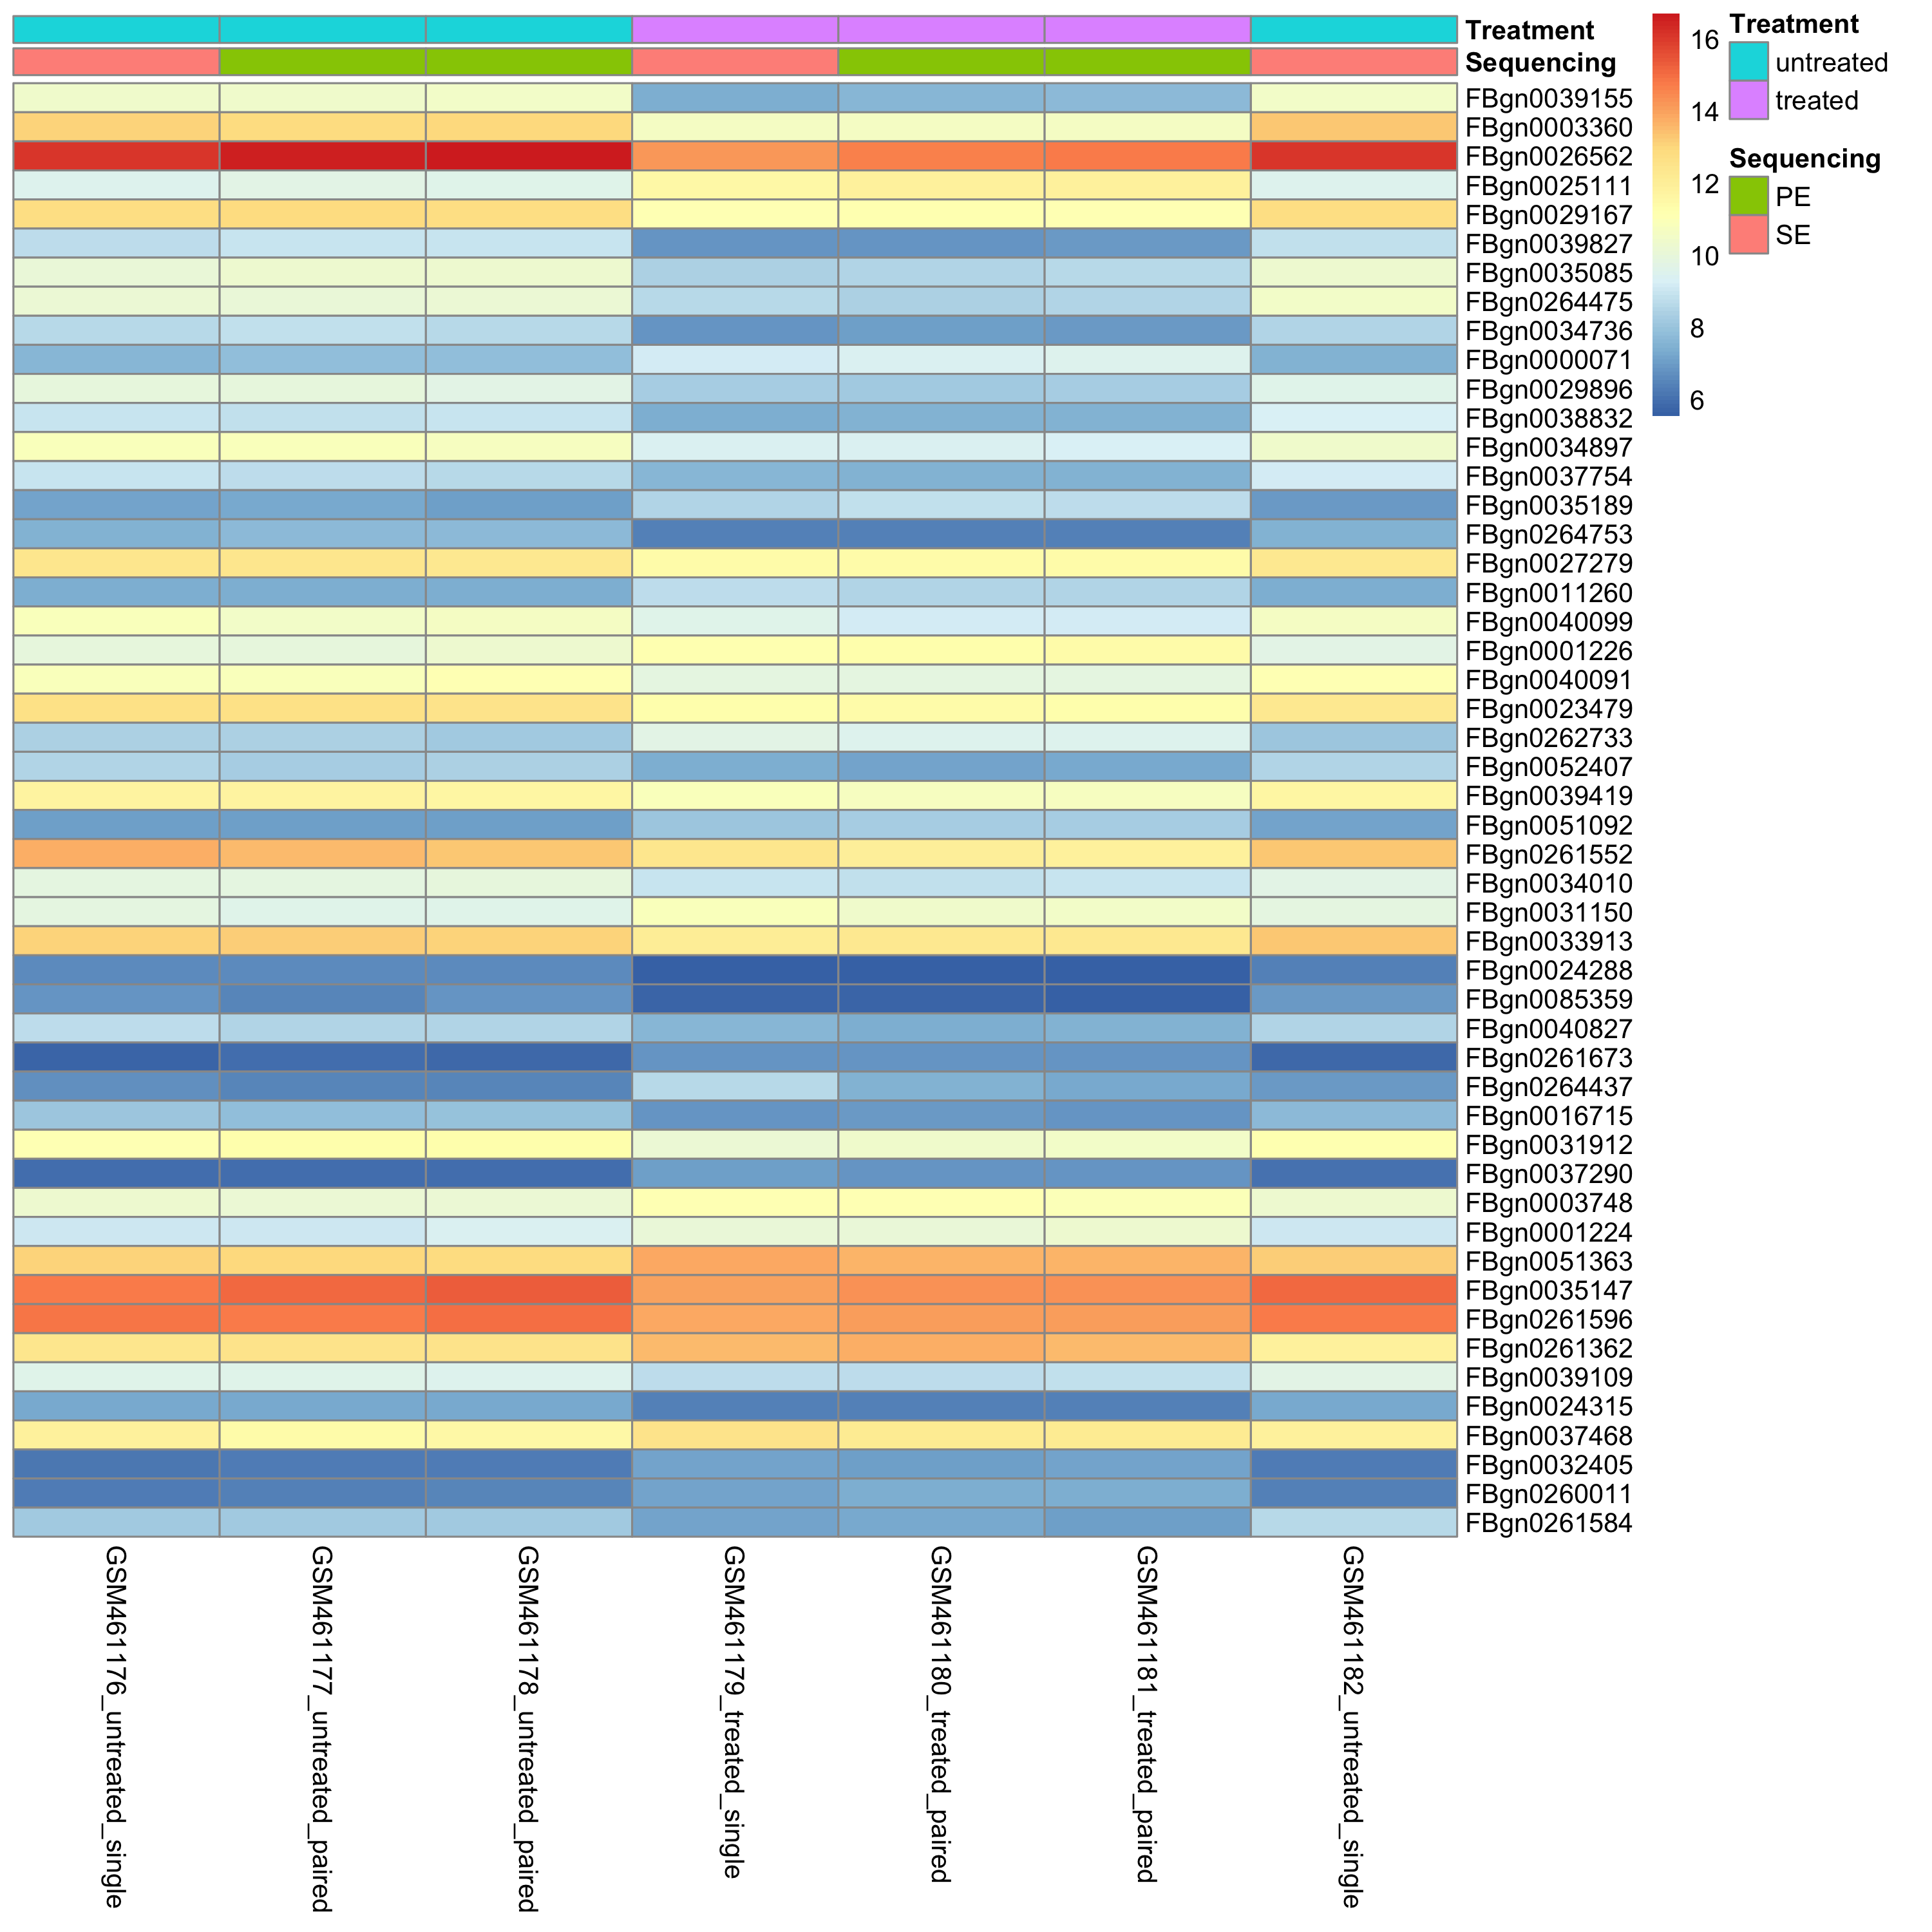 Treatment
Sequencing
FBgn0039155
FBgn0003360
FBgn0026562
FBgn0025111
FBgn0029167
FBgn0039827
FBgn0035085
FBgn0264475
FBgn0034736
FBgn0000071
FBgn0029896
FBgn0038832
FBgn0034897
FBgn0037754
FBgn0035189
FBgn0264753
FBgn0027279
FBgn0011260
FBgn0040099
FBgn0001226
FBgn0040091
FBgn0023479
FBgn0262733
FBgn0052407
FBgn0039419
FBgn0051092
FBgn0261552
FBgn0034010
FBgn0031150
FBgn0033913
FBgn0024288
FBgn0085359
FBgn0040827
FBgn0261673
FBgn0264437
FBgn0016715
FBgn0031912
FBgn0037290
FBgn0003748
FBgn0001224
FBgn0051363
FBgn0035147
FBgn0261596
FBgn0261362
FBgn0039109
FBgn0024315
FBgn0037468
FBgn0032405
FBgn0260011
FBgn0261584
GSM461176_untreated_single
GSM461177_untreated_paired
GSM461178_untreated_paired
GSM461179_treated_single
GSM461180_treated_paired
GSM461181_treated_paired
GSM461182_untreated_single
16
14
12
10
8
6
Treatment
untreated
treated
Sequencing
PE
SE